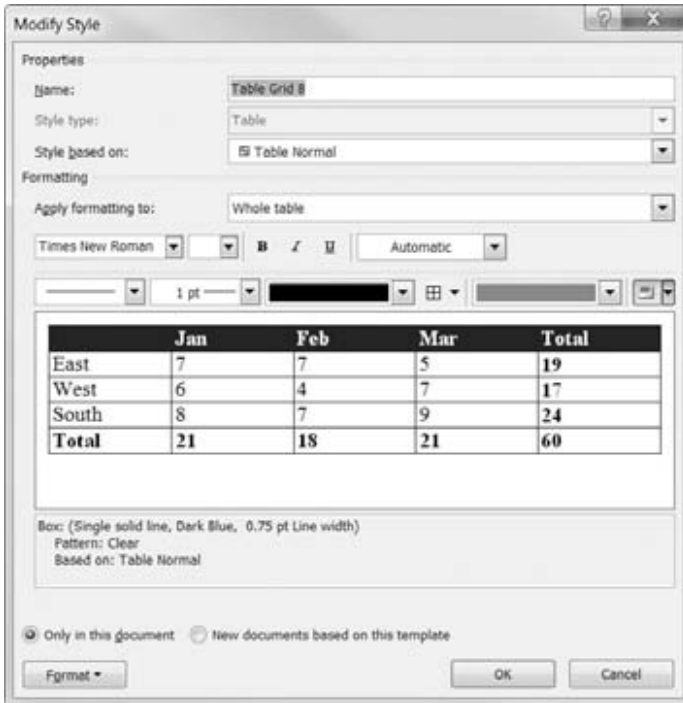 Modify Style
Properties
Name: Table Grid 8
Style type: Table
Style based on: Table Normal
Formatting
Apply formatting to: Whole table
Times New Roman B I U Automatic
1 pt
Jan Feb Mar Total
East 7 7 5 19
West 6 4 7 17
South 8 7 9 24
Total 21 18 21 60
Box: (Single solid line, Dark Blue,  0.75 pt Line width)
Pattern: Clear
Based on: Table Normal
Only in this document New documents based on this template
Format OK Cancel